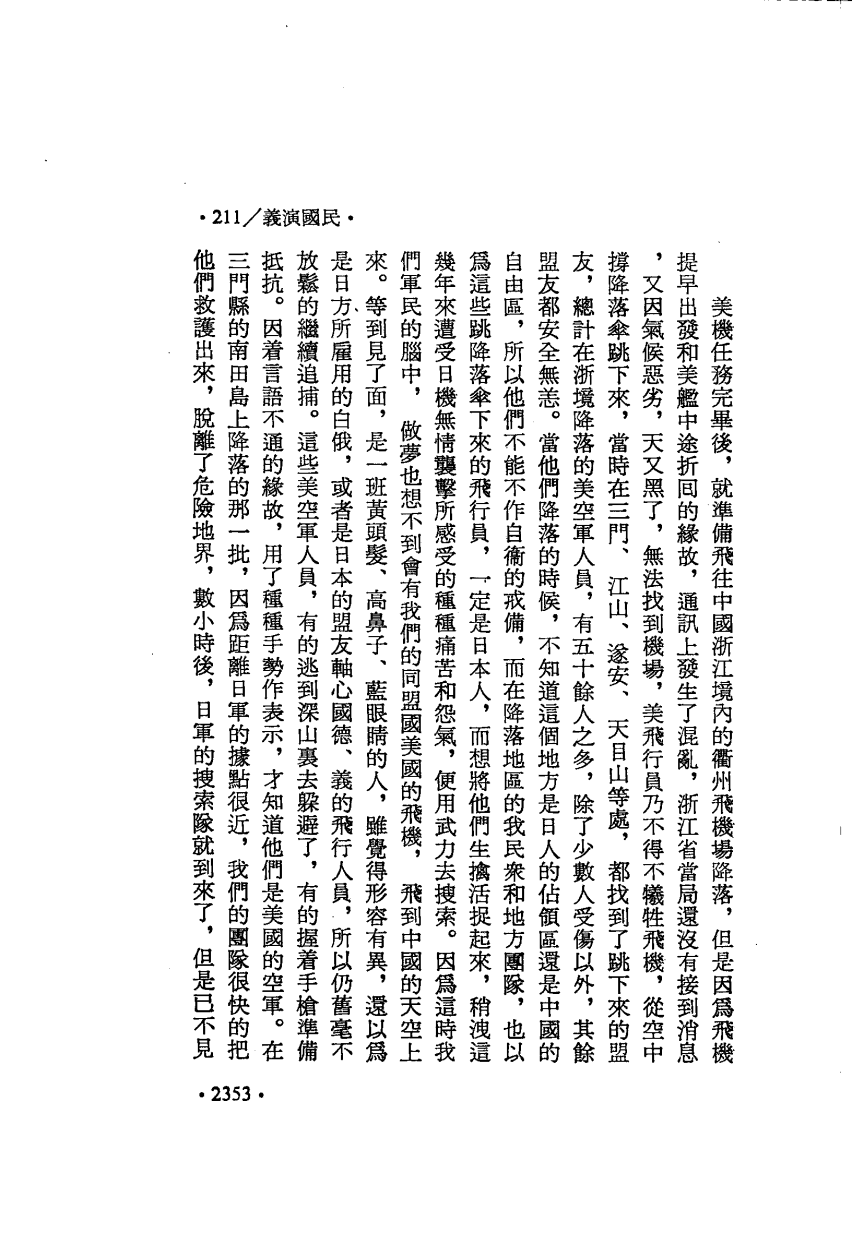 •211／義演國民•
美機任務完畢後，就準備飛往中國浙江境內的衢州飛機場降落，但是因爲飛機
提早出發和美艦中途折囘的緣故，通訊上發生了混亂，浙江省當局還沒有接到消息
，又因氣候惡劣，天又黑了，無法找到機場，美飛行員乃不得不犧牲飛機，從空中
撐降落傘跳下來，當時在三門、江山、遂安、天目山等處，都找到了跳下來的盟
友，總計在浙境降落的美空軍人員，有五十餘人之多，除了少數人受傷以外，其餘
盟友都安全無恙。當他們降落的時候，不知道這個地方是日人的佔領區還是中國的
自由區，所以他們不能不作自衞的戒備，而在降落地區的我民衆和地方團隊，也以
爲這些跳降落傘下來的飛行員，一定是日本人，而想將他們生擒活捉起來，稍洩這
幾年來遭受日機無情襲擊所感受的種種痛苦和怨氣，便用武力去搜索。因爲這時我
們軍民的腦中，做夢也想不到會有我們的同盟國美國的飛機，飛到中國的天空上
來。等到見了面，是一班黃頭髮、高鼻子、藍眼睛的人，雖覺得形容有異，還以爲
是日方所雇用的白俄，或者是日本的盟友軸心國德、義的飛行人員，所以仍舊毫不
放鬆的繼續追捕。這些美空軍人員，有的逃到深山裏去躱避了，有的握着手槍準備
抵抗。因着言語不通的緣故，用了種種手勢作表示，才知道他們是美國的空軍。在
三門縣的南田島上降落的那一批，因爲距離日軍的據點很近，我們的團隊很快的把
他們救護出來，脫離了危險地界，數小時後，日軍的搜索隊就到來了，但是已不見
•2353•